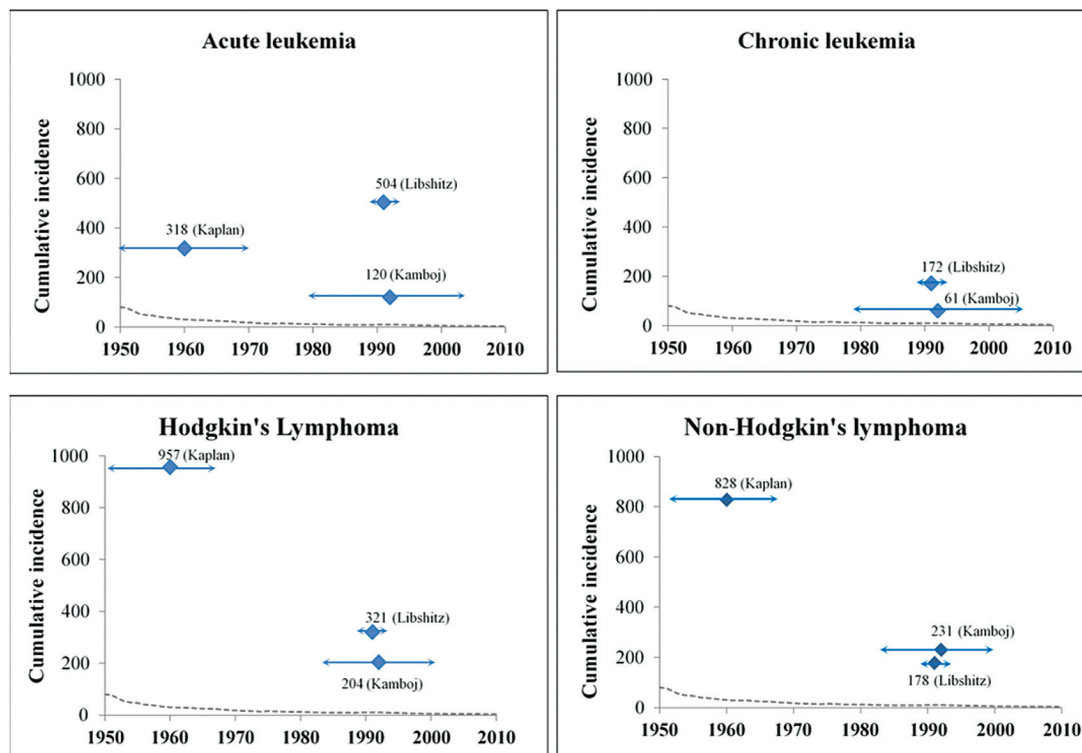 Acute leukemia
Cumulative incidence
1000
800
600
400
200
0
504 (Libshitz)
318 (Kaplan)
120 (Kamboj)
1950 1960 1970 1980 1990 2000 2010
Chronic leukemia
Cumulative incidence
1000
800
600
400
200
0
172 (Libshitz)
61 (Kamboj)
1950 1960 1970 1980 1990 2000 2010
Hodgkin's Lymphoma
Cumulative incidence
1000
800
600
400
200
0
957 (Kaplan)
321 (Libshitz)
204 (Kamboj)
1950 1960 1970 1980 1990 2000 2010
Non-Hodgkin's lymphoma
Cumulative incidence
1000
800
600
400
200
0
828 (Kaplan)
231 (Kamboj)
178 (Libshitz)
1950 1960 1970 1980 1990 2000 2010